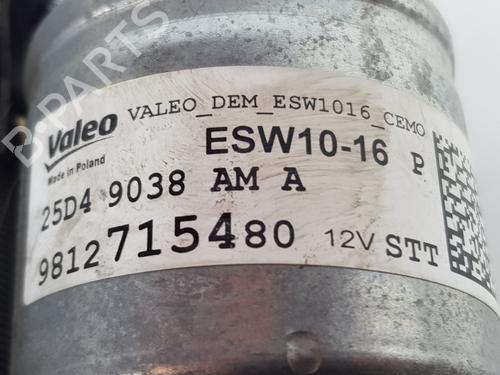 B-PARTS
Valeo
Made in Poland
VALEO_DEM_ESW1016_CEMO
ESW10-16 P
25D4 9038 AM A
9812715480 12V STT